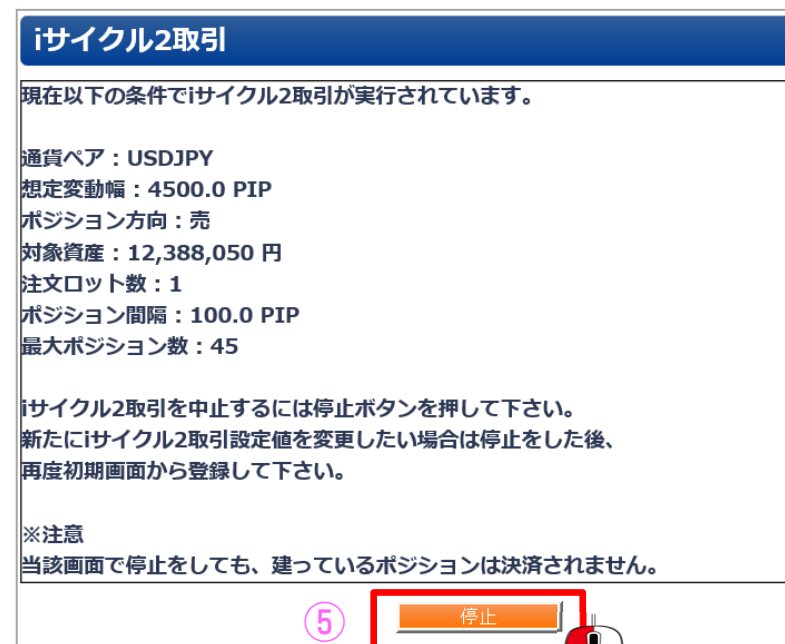 iサイクル2取引
現在以下の条件でiサイクル2取引が実行されています。
通貨ペア：USDJPY
想定変動幅：4500.0 PIP
ポジション方向：売
対象資産：12,388,050 円
注文ロット数：1
ポジション間隔：100.0 PIP
最大ポジション数：45
iサイクル2取引を中止するには停止ボタンを押して下さい。
新たにiサイクル2取引設定値を変更したい場合は停止をした後、
再度初期画面から登録して下さい。
※注意
当該画面で停止をしても、建っているポジションは決済されません。
⑤ 停止